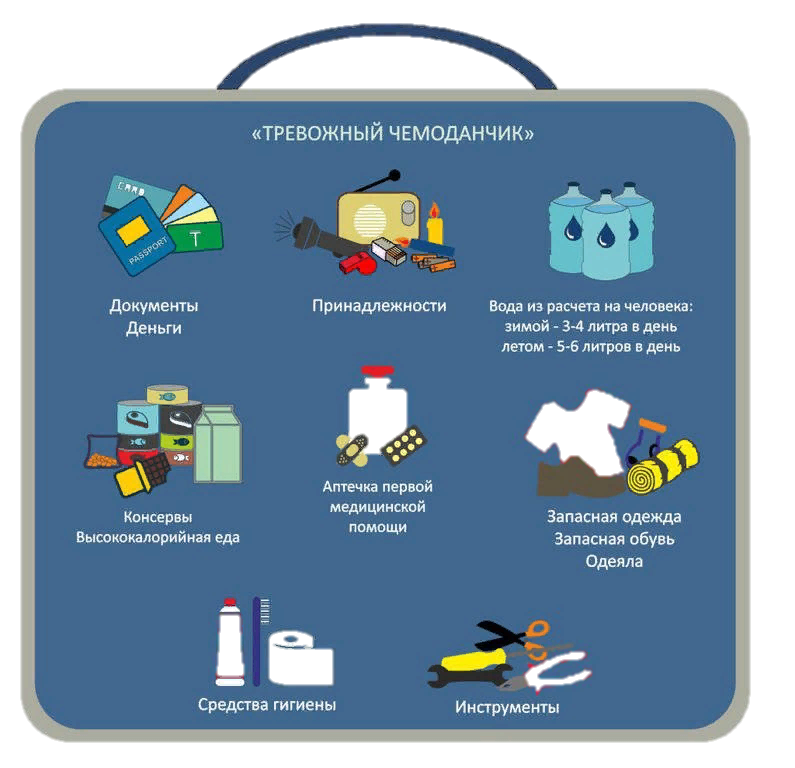 «ТРЕВОЖНЫЙ ЧЕМОДАНЧИК»
PASSPORT
Т
Документы
Деньги
Принадлежности
Вода из расчета на человека:
зимой - 3-4 литра в день
летом - 5-6 литров в день
Консервы
Высококалорийная еда
Аптечка первой
медицинской
помощи
Запасная одежда
Запасная обувь
Одеяла
Средства гигиены
Инструменты